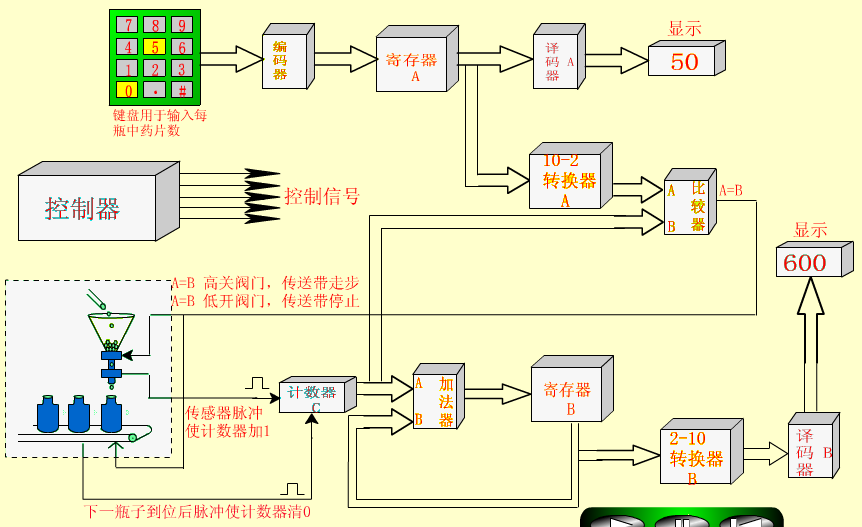 7 8 9
4 5 6
1 2 3
0 . #
键盘用于输入每
瓶中药片数
编
码
器
寄存器
A
译
码 A
器
显示
50
10-2
转换器
A
A 比
较
B 器
A=B
控制器
控制信号
显示
600
A=B 高关阀门，传送带走步
A=B 低开阀门，传送带停止
计数器
C
传感器脉冲
使计数器加1
A 加
法
B 器
寄存器
B
2-10
转换器
B
译
码 B
器
下一瓶子到位后脉冲使计数器清0